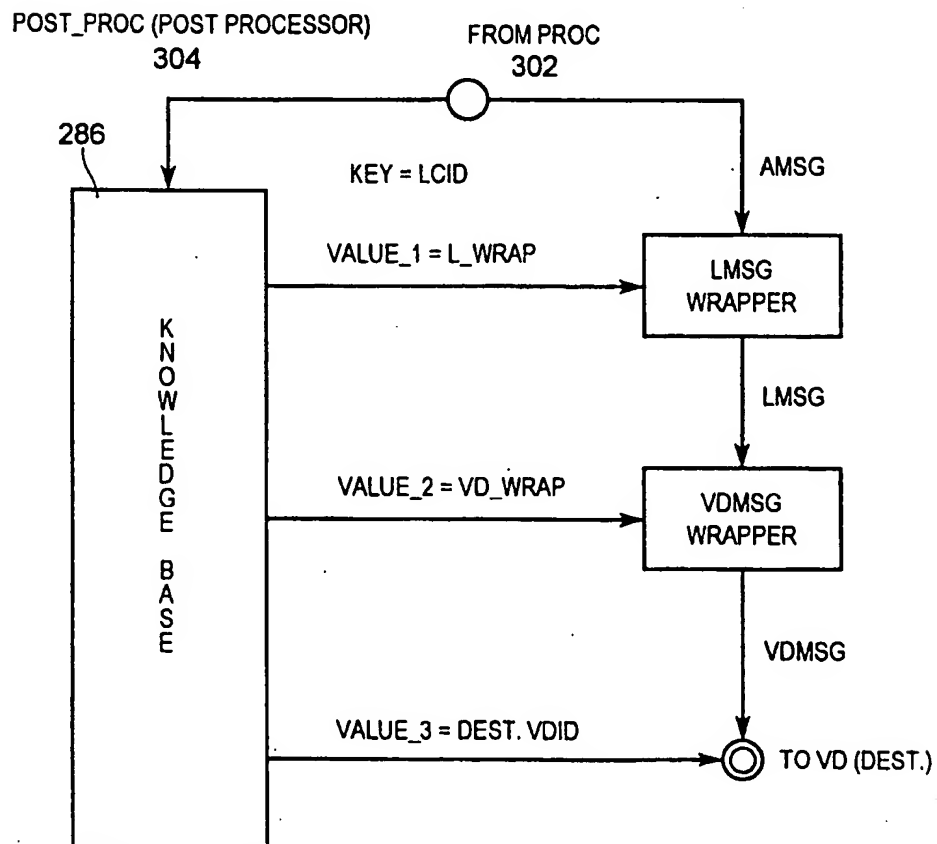 POST_PROC (POST PROCESSOR)
304
FROM PROC
302
286
KEY = LCID
AMSG
VALUE_1 = L_WRAP
LMSG
WRAPPER
KNOWLEDGE BASE
LMSG
VALUE_2 = VD_WRAP
VDMSG
WRAPPER
VDMSG
VALUE_3 = DEST. VDID
TO VD (DEST.)